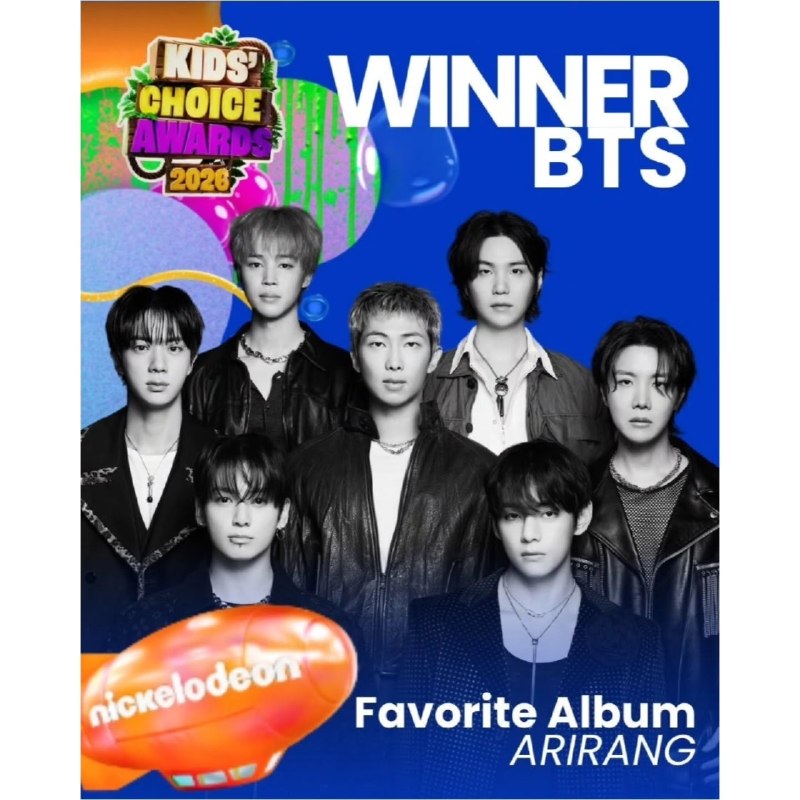 KIDS'
CHOICE
AWARDS
2026
WINNER
BTS
nickelodeon
Favorite Album
ARIRANG